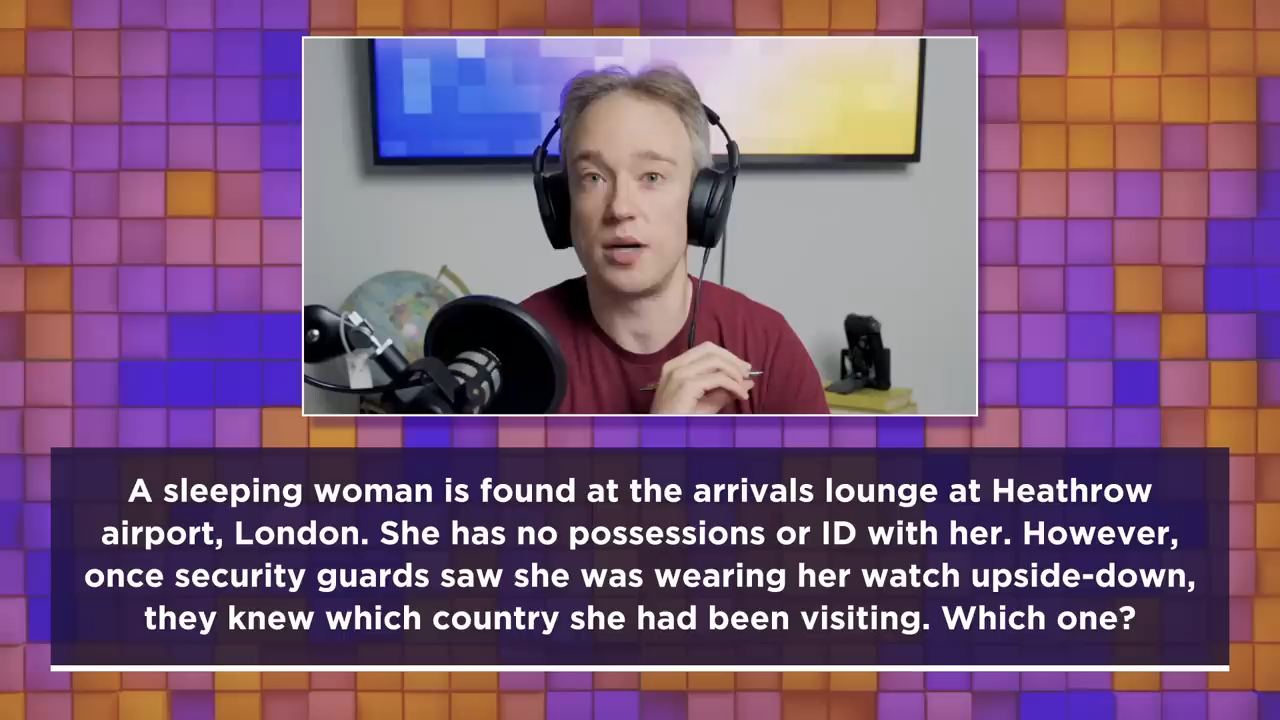 A sleeping woman is found at the arrivals lounge at Heathrow
airport, London. She has no possessions or ID with her. However,
once security guards saw she was wearing her watch upside-down,
they knew which country she had been visiting. Which one?